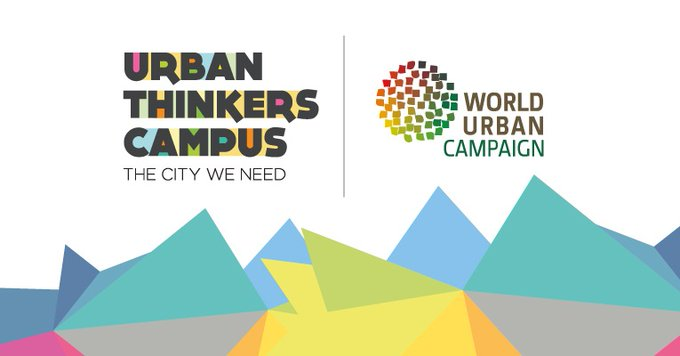 URBAN
THINKERS
CAMPUS
THE CITY WE NEED
WORLD
URBAN
CAMPAIGN